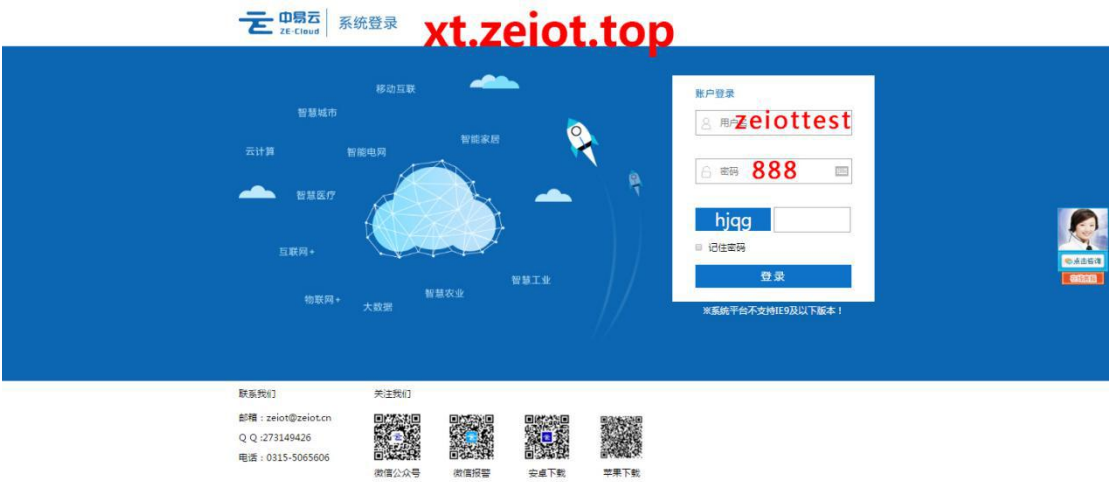 中易云
ZE-Cloud
系统登录
xt.zeiot.top
移动互联
智慧城市
智能家居
云计算
智能电网
智慧医疗
互联网+
智慧工业
智慧农业
物联网+
大数据
账户登录
zeiottest
密码
888
hjqg
记住密码
登录
※系统平台不支持IE9及以下版本！
点击咨询
联系我们
邮箱：zeiot@zeiot.cn
Q Q :273149426
电话：0315-5065606
关注我们
微信公众号
微信报警
安卓下载
苹果下载